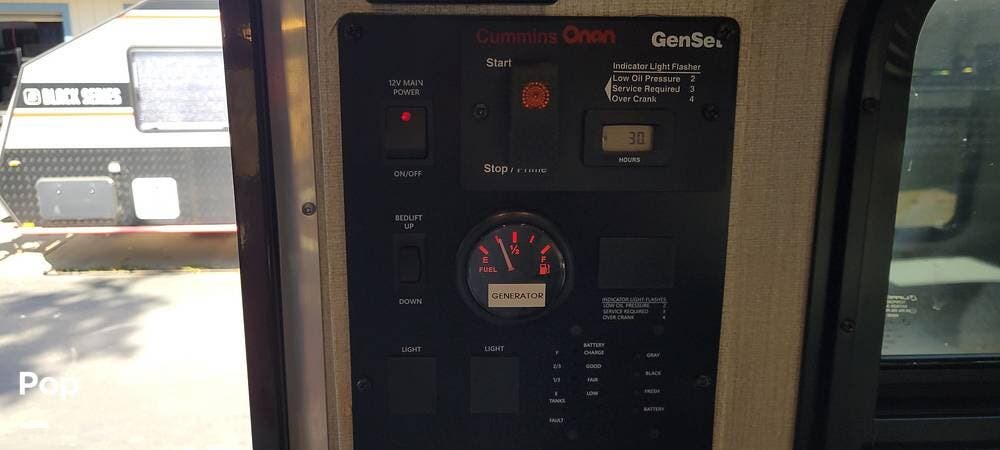 BLACK SERIES
Cummins Onan
GenSet
Start
Indicator Light Flasher
Low Oil Pressure 2
Service Required 3
Over Crank 4
12V MAIN
POWER
30
HOURS
ON/OFF
Stop / Prime
BEDLIFT
UP
E
1/2
F
FUEL
GENERATOR
DOWN
INDICATOR LIGHT FLASHES
LOW OIL PRESSURE 2
SERVICE REQUIRED 3
OVER CRANK 4
LIGHT
LIGHT
BATTERY
F CHARGE GRAY
2/3 GOOD
BLACK
1/3 FAIR
E LOW FRESH
TANKS
BATTERY
FAULT
Pop